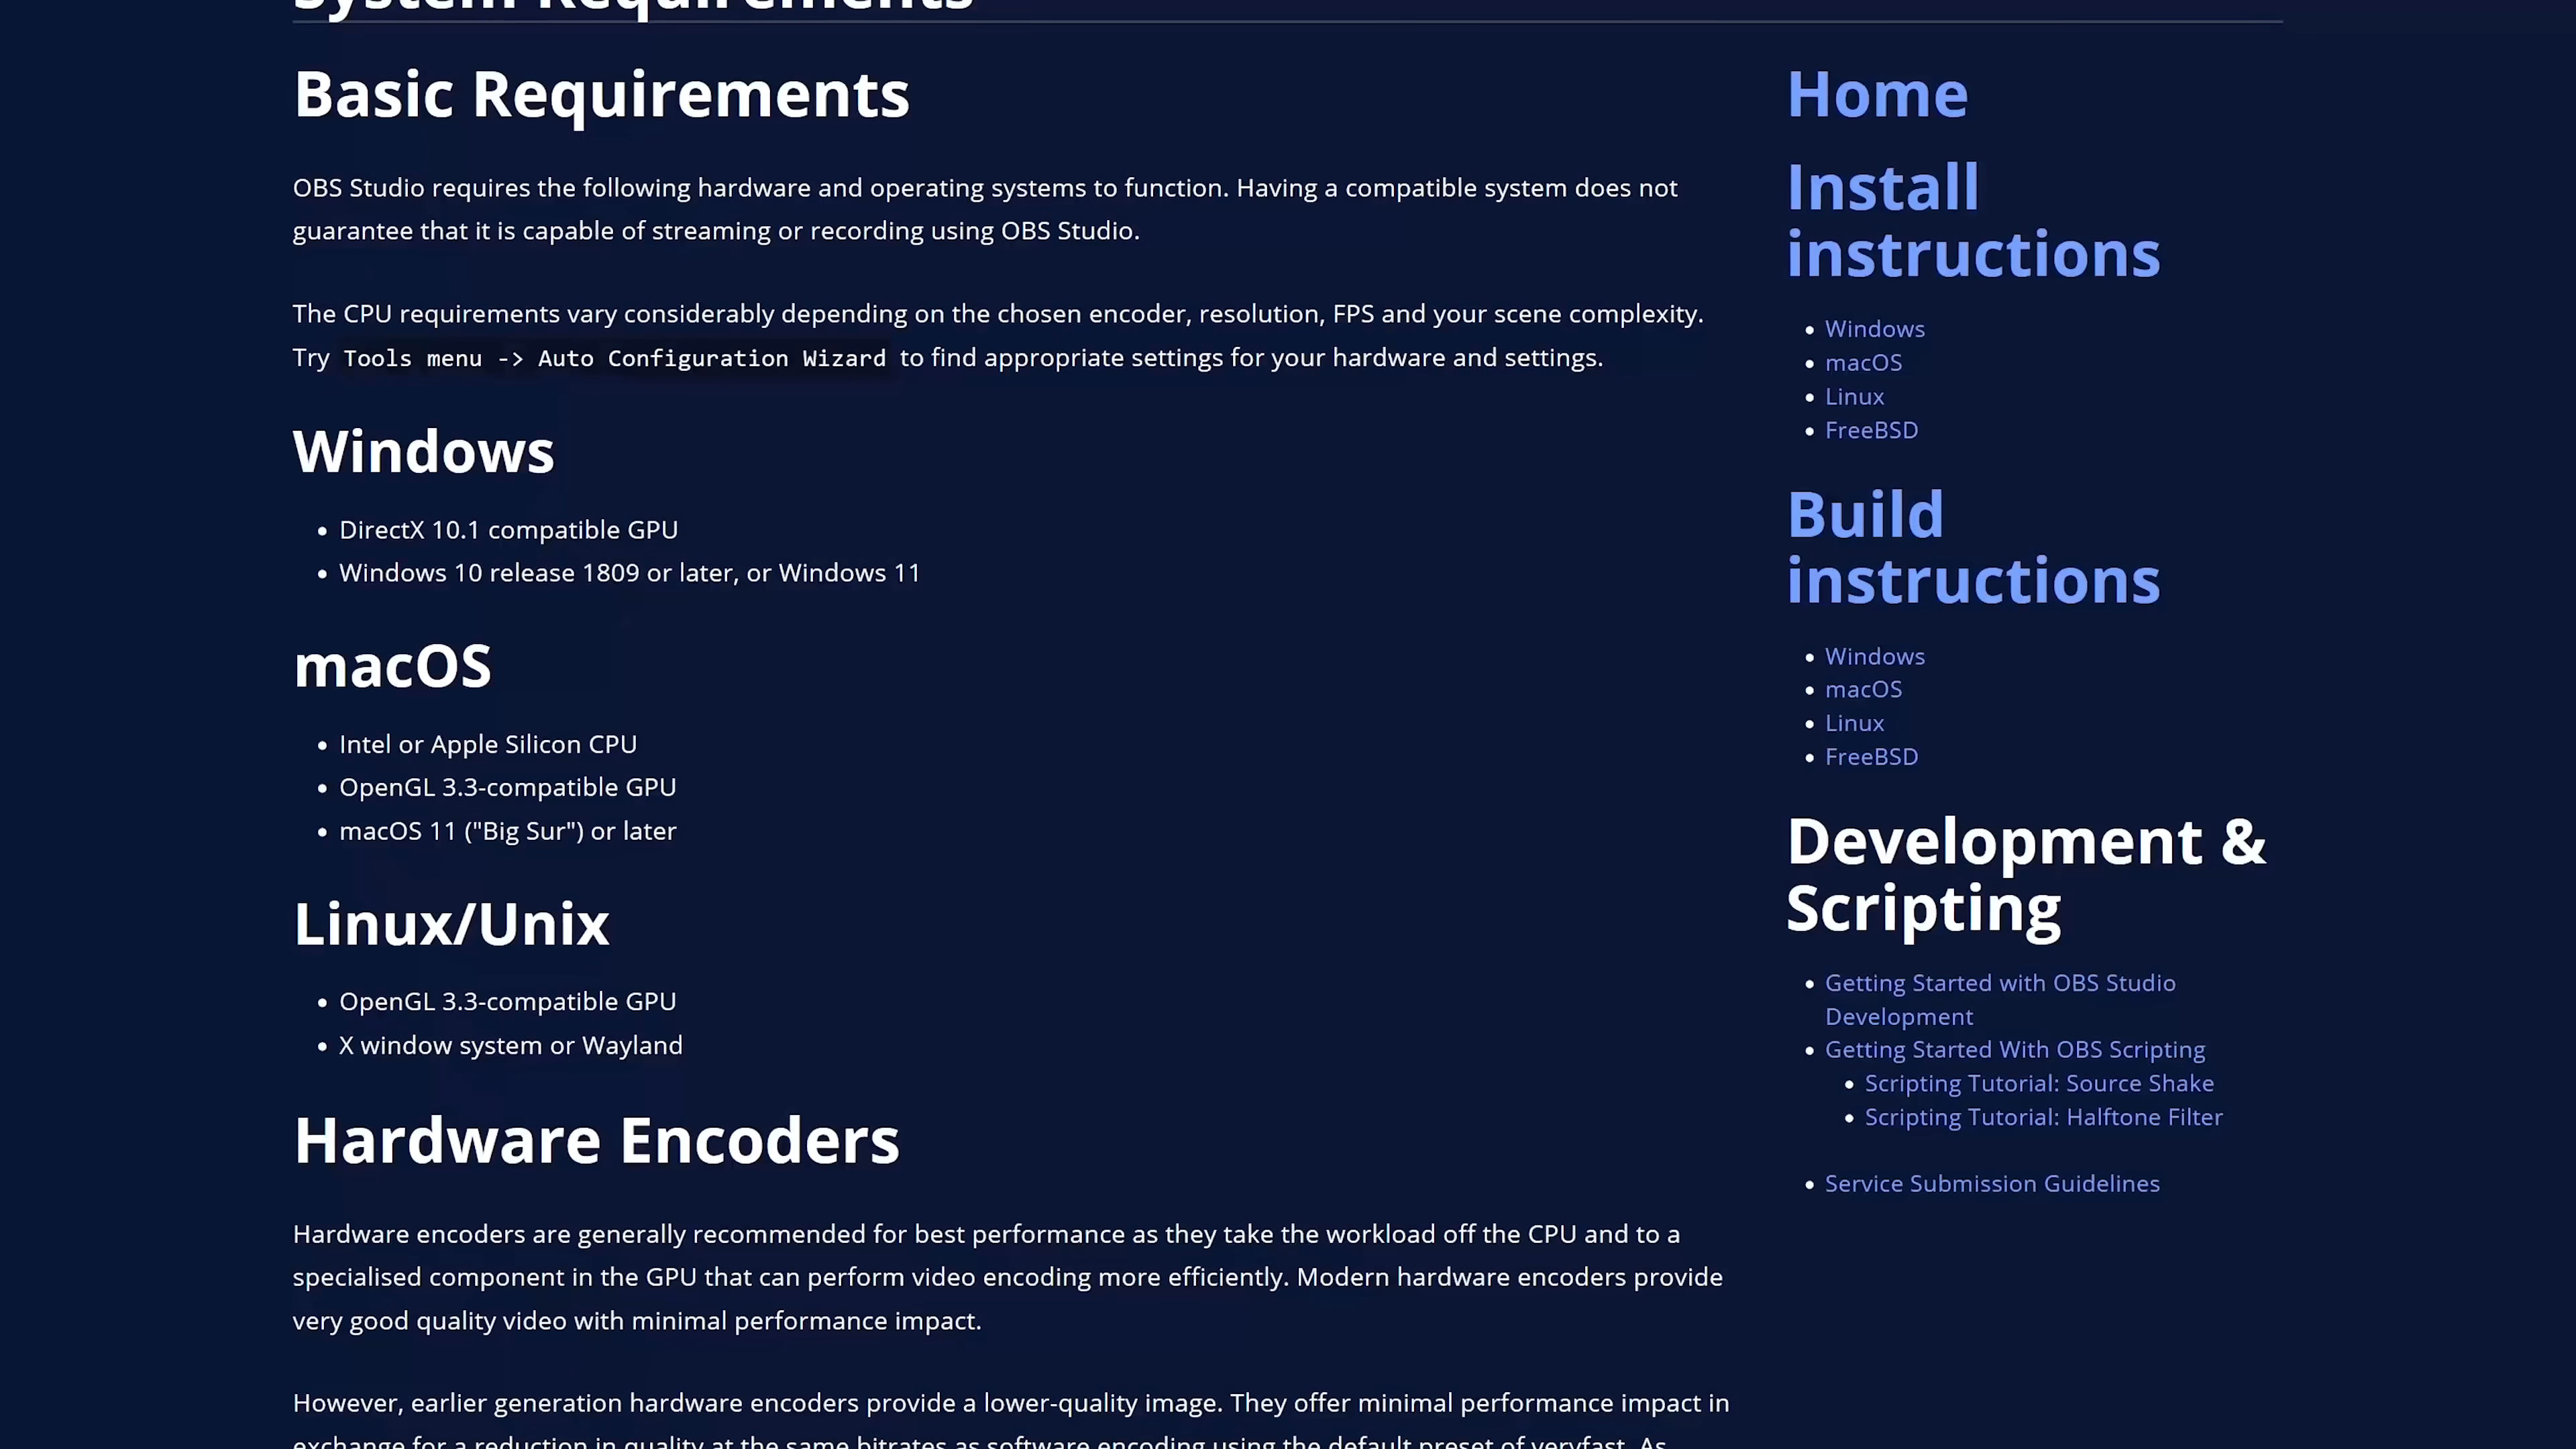 System Requirements
Basic Requirements
OBS Studio requires the following hardware and operating systems to function. Having a compatible system does not
guarantee that it is capable of streaming or recording using OBS Studio.
The CPU requirements vary considerably depending on the chosen encoder, resolution, FPS and your scene complexity.
Try Tools menu -> Auto Configuration Wizard to find appropriate settings for your hardware and settings.
Windows
DirectX 10.1 compatible GPU
Windows 10 release 1809 or later, or Windows 11
macOS
Intel or Apple Silicon CPU
OpenGL 3.3-compatible GPU
macOS 11 ("Big Sur") or later
Linux/Unix
OpenGL 3.3-compatible GPU
X window system or Wayland
Hardware Encoders
Hardware encoders are generally recommended for best performance as they take the workload off the CPU and to a
specialised component in the GPU that can perform video encoding more efficiently. Modern hardware encoders provide
very good quality video with minimal performance impact.
However, earlier generation hardware encoders provide a lower-quality image. They offer minimal performance impact in
exchange for a reduction in quality at the same bitrates as software encoding using the default preset of veryfast. As
Home
Install
instructions
Windows
macOS
Linux
FreeBSD
Build
instructions
Windows
macOS
Linux
FreeBSD
Development &
Scripting
Getting Started with OBS Studio
Development
Getting Started With OBS Scripting
Scripting Tutorial: Source Shake
Scripting Tutorial: Halftone Filter
Service Submission Guidelines